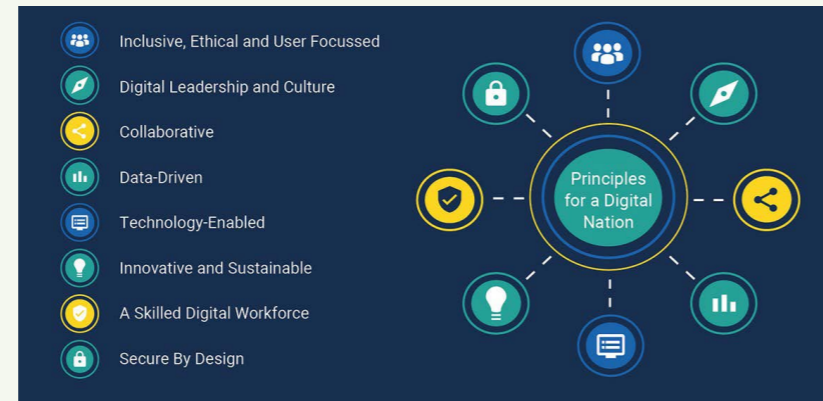 Inclusive, Ethical and User Focussed
Digital Leadership and Culture
Collaborative
Data-Driven
Technology-Enabled
Innovative and Sustainable
A Skilled Digital Workforce
Secure By Design
Principles
for a Digital
Nation